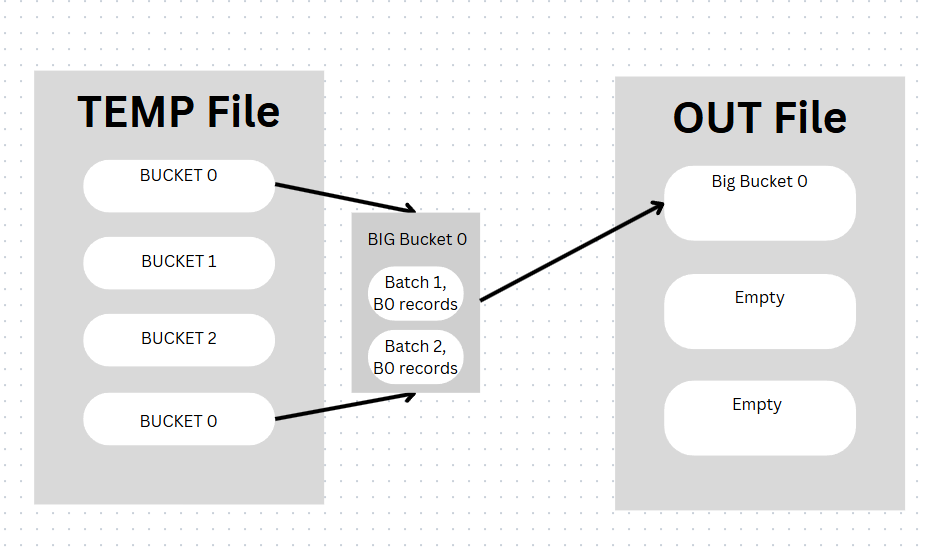 TEMP File
BUCKET 0
BUCKET 1
BUCKET 2
BUCKET 0
BIG Bucket 0
Batch 1,
B0 records
Batch 2,
B0 records
OUT File
Big Bucket 0
Empty
Empty